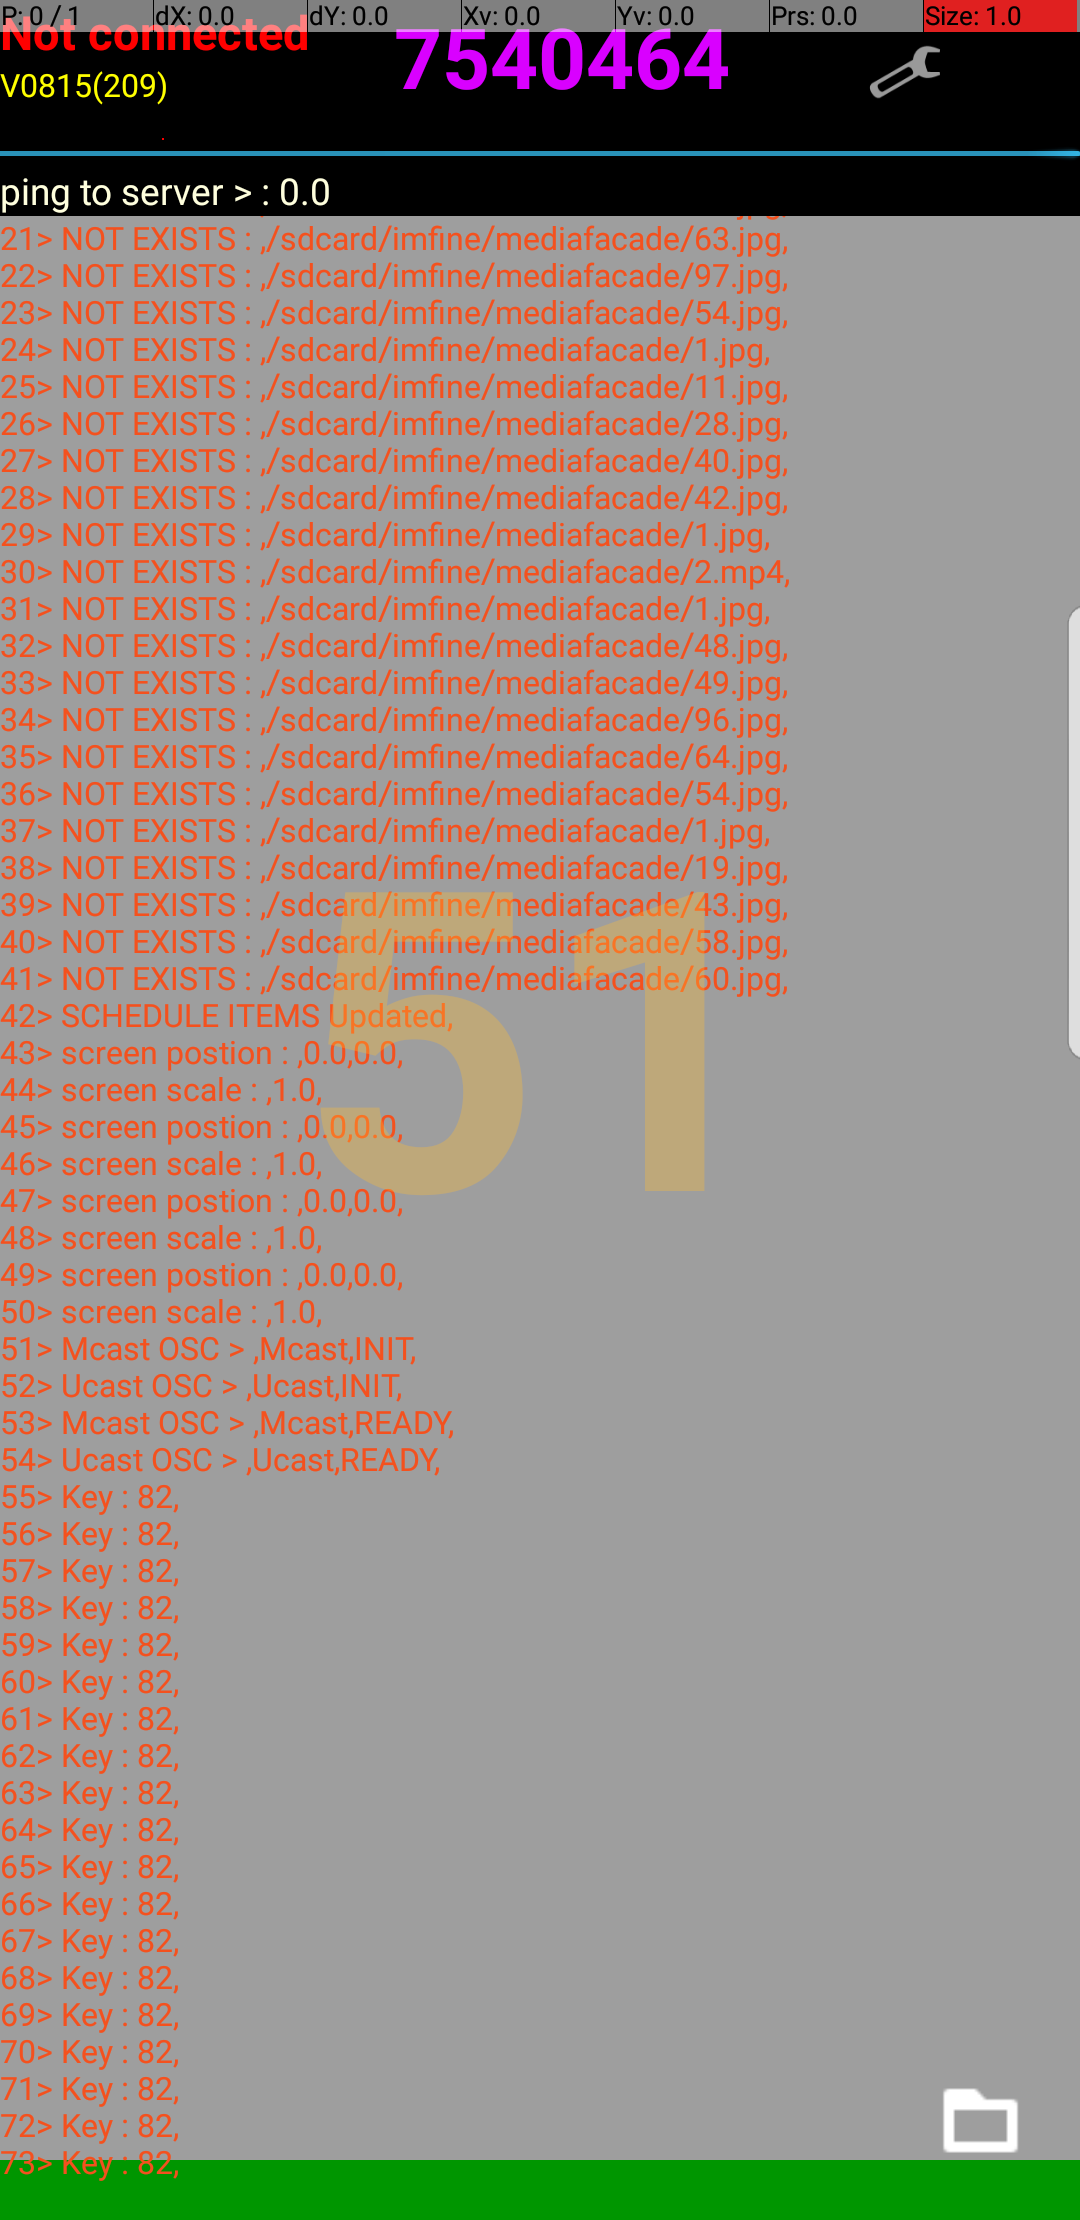 P: 0 / 1 dX: 0.0 dY: 0.0 Xv: 0.0 Yv: 0.0 Prs: 0.0 Size: 1.0
Not connected
7540464
V0815(209)
ping to server > : 0.0
21> NOT EXISTS : ,/sdcard/imfine/mediafacade/63.jpg,
22> NOT EXISTS : ,/sdcard/imfine/mediafacade/97.jpg,
23> NOT EXISTS : ,/sdcard/imfine/mediafacade/54.jpg,
24> NOT EXISTS : ,/sdcard/imfine/mediafacade/1.jpg,
25> NOT EXISTS : ,/sdcard/imfine/mediafacade/11.jpg,
26> NOT EXISTS : ,/sdcard/imfine/mediafacade/28.jpg,
27> NOT EXISTS : ,/sdcard/imfine/mediafacade/40.jpg,
28> NOT EXISTS : ,/sdcard/imfine/mediafacade/42.jpg,
29> NOT EXISTS : ,/sdcard/imfine/mediafacade/1.jpg,
30> NOT EXISTS : ,/sdcard/imfine/mediafacade/2.mp4,
31> NOT EXISTS : ,/sdcard/imfine/mediafacade/1.jpg,
32> NOT EXISTS : ,/sdcard/imfine/mediafacade/48.jpg,
33> NOT EXISTS : ,/sdcard/imfine/mediafacade/49.jpg,
34> NOT EXISTS : ,/sdcard/imfine/mediafacade/96.jpg,
35> NOT EXISTS : ,/sdcard/imfine/mediafacade/64.jpg,
36> NOT EXISTS : ,/sdcard/imfine/mediafacade/54.jpg,
37> NOT EXISTS : ,/sdcard/imfine/mediafacade/1.jpg,
38> NOT EXISTS : ,/sdcard/imfine/mediafacade/19.jpg,
39> NOT EXISTS : ,/sdcard/imfine/mediafacade/43.jpg,
40> NOT EXISTS : ,/sdcard/imfine/mediafacade/58.jpg,
41> NOT EXISTS : ,/sdcard/imfine/mediafacade/60.jpg,
51
42> SCHEDULE ITEMS Updated,
43> screen postion : ,0.0,0.0,
44> screen scale : ,1.0,
45> screen postion : ,0.0,0.0,
46> screen scale : ,1.0,
47> screen postion : ,0.0,0.0,
48> screen scale : ,1.0,
49> screen postion : ,0.0,0.0,
50> screen scale : ,1.0,
51> Mcast OSC > ,Mcast,INIT,
52> Ucast OSC > ,Ucast,INIT,
53> Mcast OSC > ,Mcast,READY,
54> Ucast OSC > ,Ucast,READY,
55> Key : 82,
56> Key : 82,
57> Key : 82,
58> Key : 82,
59> Key : 82,
60> Key : 82,
61> Key : 82,
62> Key : 82,
63> Key : 82,
64> Key : 82,
65> Key : 82,
66> Key : 82,
67> Key : 82,
68> Key : 82,
69> Key : 82,
70> Key : 82,
71> Key : 82,
72> Key : 82,
73> Key : 82,